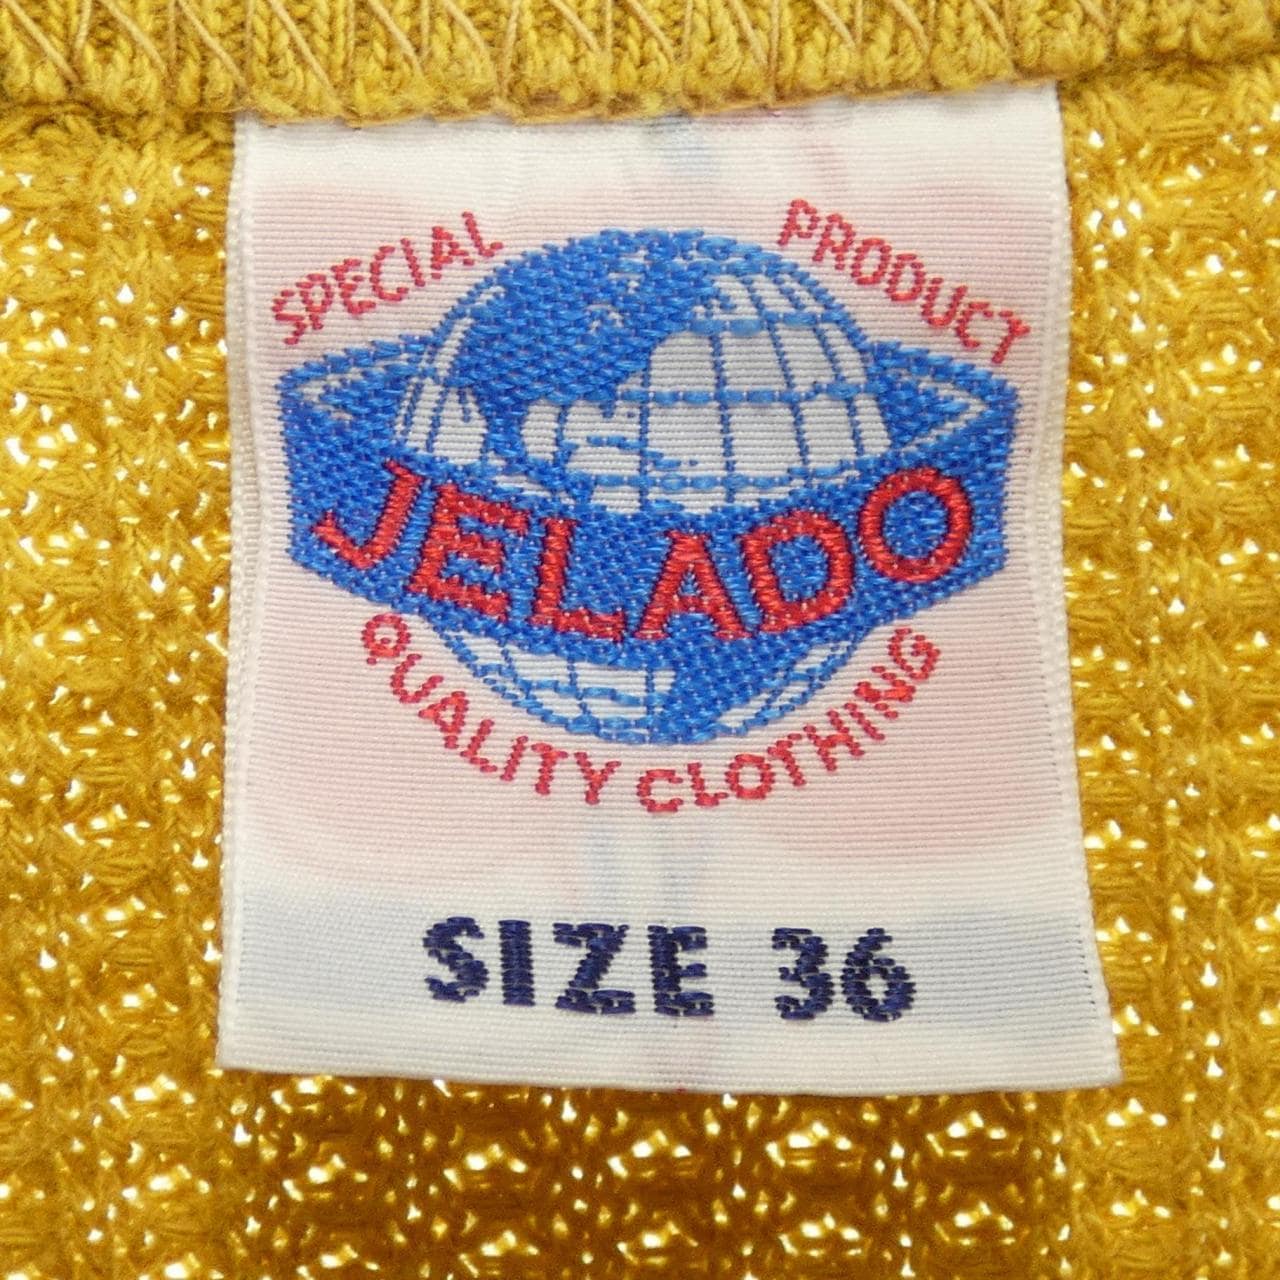 SPECIAL PRODUCT
JELADO
QUALITY CLOTHING
SIZE 36